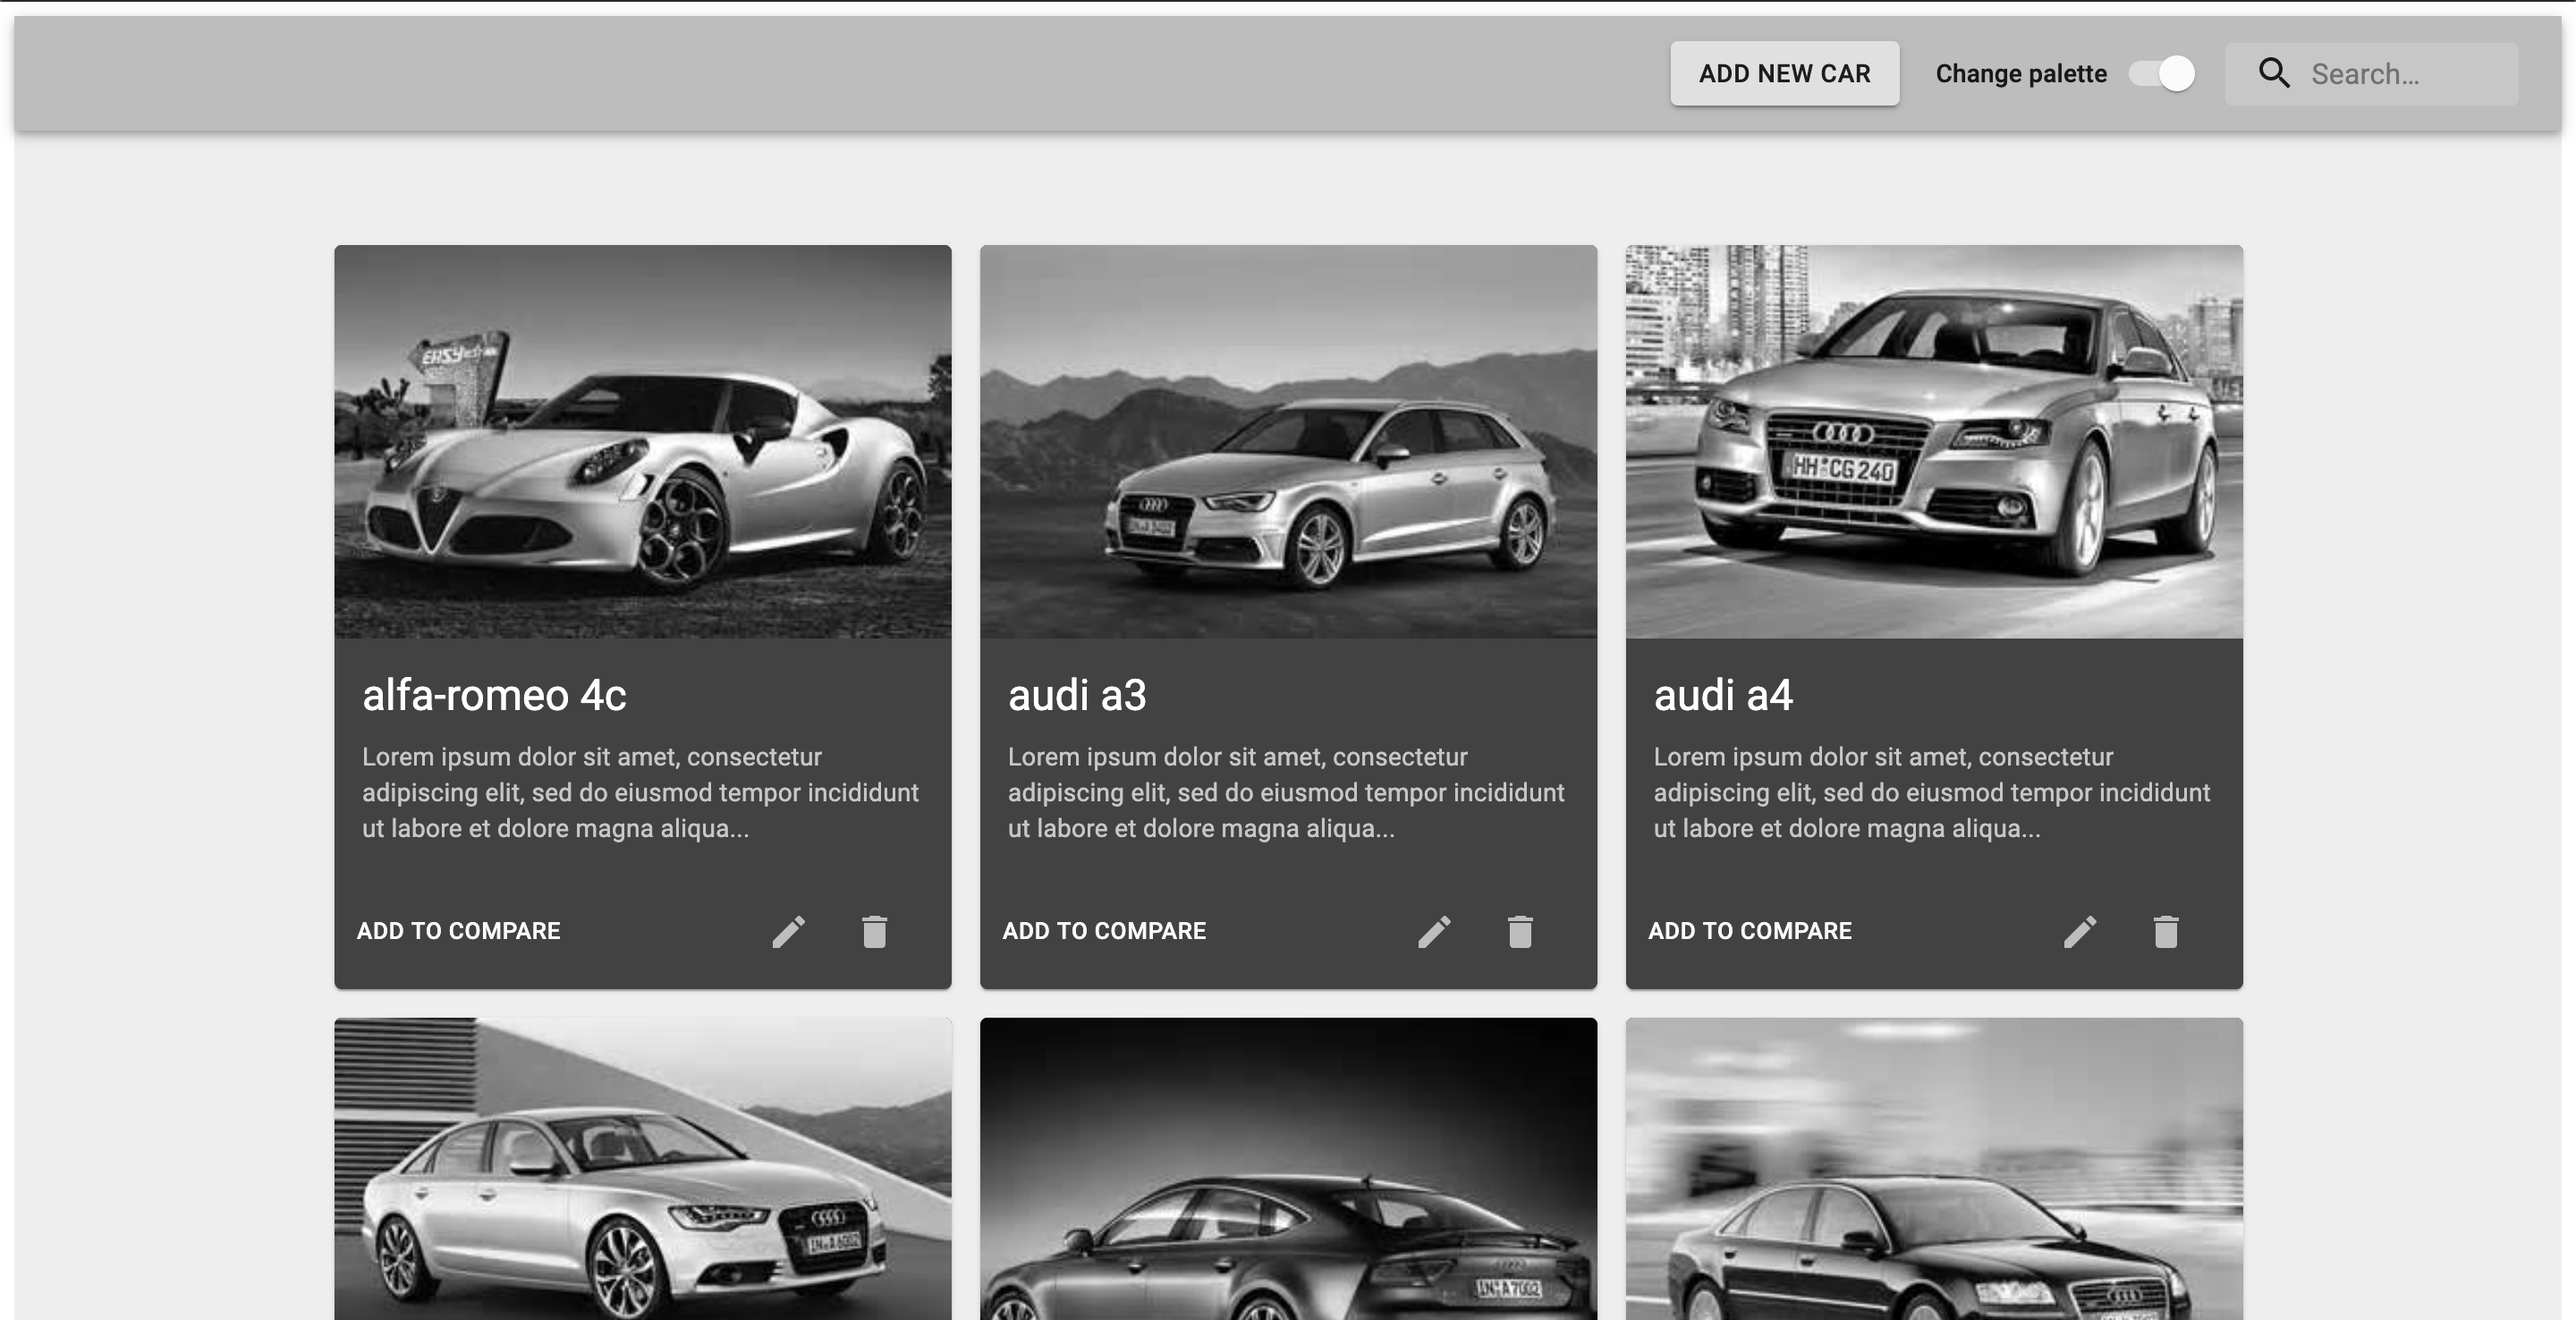 ADD NEW CAR
Change palette
Search...
HH CG 240
alfa-romeo 4c
Lorem ipsum dolor sit amet, consectetur
adipiscing elit, sed do eiusmod tempor incididunt
ut labore et dolore magna aliqua...
ADD TO COMPARE
audi a3
Lorem ipsum dolor sit amet, consectetur
adipiscing elit, sed do eiusmod tempor incididunt
ut labore et dolore magna aliqua...
ADD TO COMPARE
audi a4
Lorem ipsum dolor sit amet, consectetur
adipiscing elit, sed do eiusmod tempor incididunt
ut labore et dolore magna aliqua...
ADD TO COMPARE